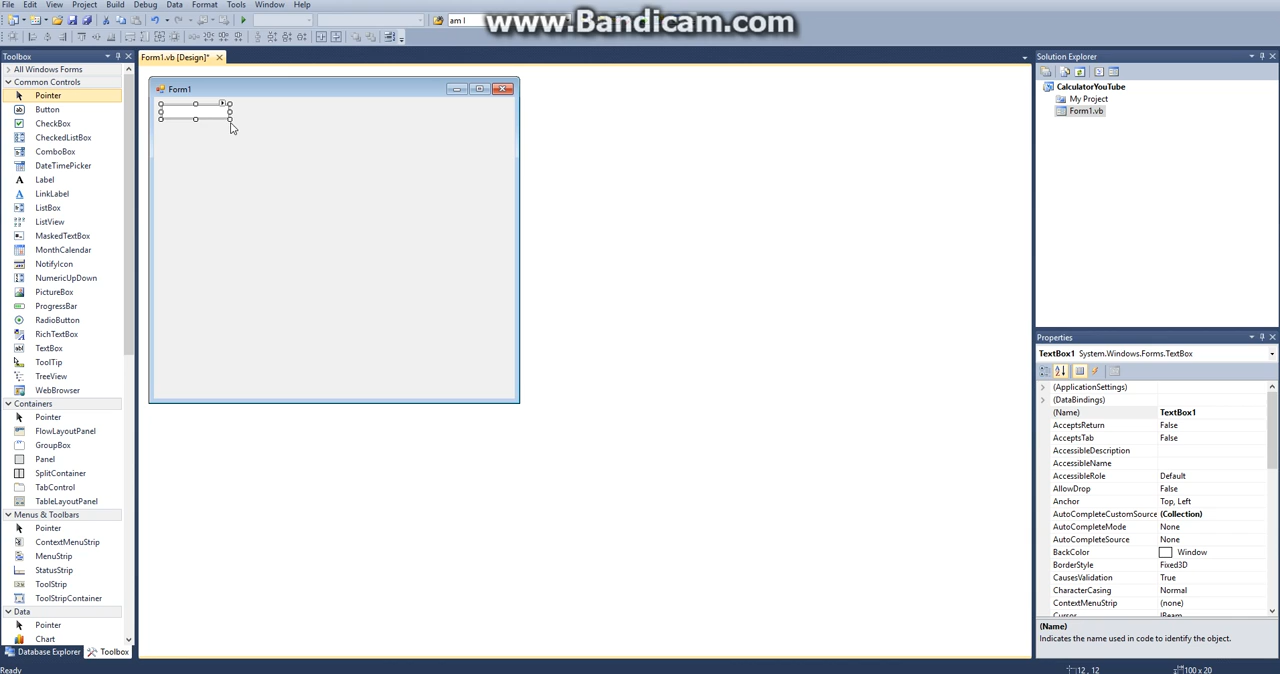 File Edit View Project Build Debug Data Format Tools Window Help
am I
www.Bandicam.com
Toolbox
All Windows Forms
Common Controls
Pointer
Button
CheckBox
CheckedListBox
ComboBox
DateTimePicker
Label
LinkLabel
ListBox
ListView
MaskedTextBox
MonthCalendar
NotifyIcon
NumericUpDown
PictureBox
ProgressBar
RadioButton
RichTextBox
TextBox
ToolTip
TreeView
WebBrowser
Containers
Pointer
FlowLayoutPanel
GroupBox
Panel
SplitContainer
TabControl
TableLayoutPanel
Menus & Toolbars
Pointer
ContextMenuStrip
MenuStrip
StatusStrip
ToolStrip
ToolStripContainer
Data
Pointer
Chart
Database Explorer Toolbox
Ready
Form1.vb [Design]*
Form1
Solution Explorer
CalculatorYouTube
My Project
Form1.vb
Properties
TextBox1 System.Windows.Forms.TextBox
(ApplicationSettings)
(DataBindings)
(Name) TextBox1
AcceptsReturn False
AcceptsTab False
AccessibleDescription
AccessibleName
AccessibleRole Default
AllowDrop False
Anchor Top, Left
AutoCompleteCustomSource (Collection)
AutoCompleteMode None
AutoCompleteSource None
BackColor Window
BorderStyle Fixed3D
CausesValidation True
CharacterCasing Normal
ContextMenuStrip (none)
Cursor IBeam
(Name)
Indicates the name used in code to identify the object.
12, 12 100 x 20